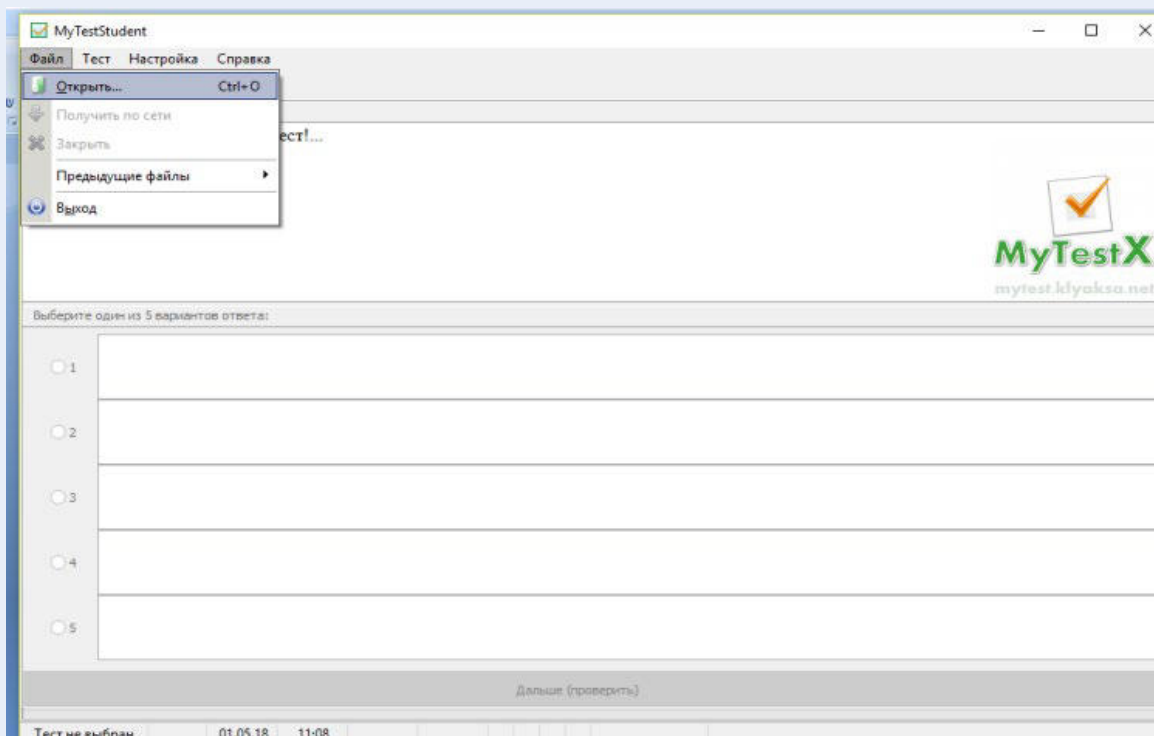 MyTestStudent
Файл Тест Настройка Справка
Открыть... Ctrl+O
Получить по сети
Закрыть
ест!...
Предыдущие файлы
Выход
MyTestX
mytest.klyaksa.net
Выберите один из 5 вариантов ответа:
1
2
3
4
5
Дальше (проверить)
Тест не выбран 01.05.18 11:08